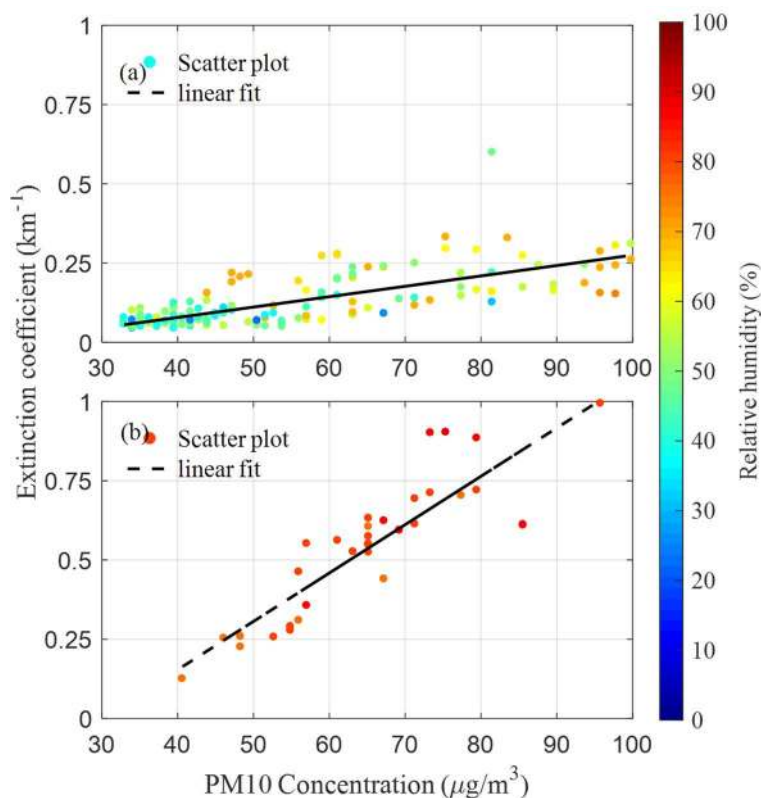 1
(a) Scatter plot
linear fit
0.75
0.5
0.25
0
30 40 50 60 70 80 90 100
1
(b) Scatter plot
linear fit
0.75
0.5
0.25
0
30 40 50 60 70 80 90 100
PM10 Concentration (μg/m³)
Extinction coefficient (km⁻¹)
100
90
80
70
60
50
40
30
20
10
0
Relative humidity (%)